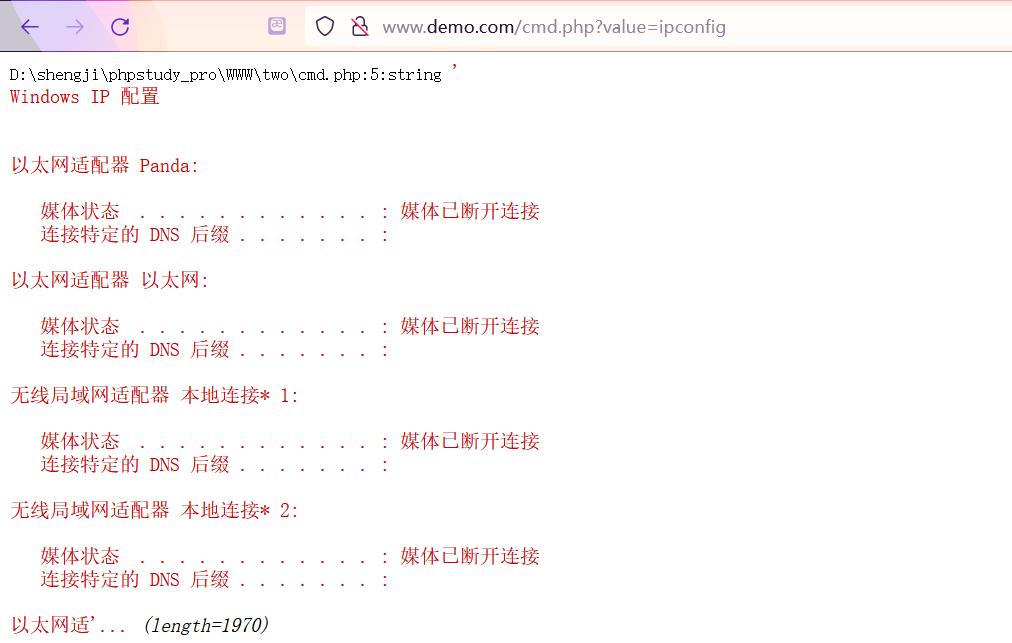 www.demo.com/cmd.php?value=ipconfig
D:\shengji\phpstudy_pro\WWW\two\cmd.php:5:string '
Windows IP 配置
以太网适配器 Panda:
媒体状态 . . . . . . . . . . . . : 媒体已断开连接
连接特定的 DNS 后缀 . . . . . . . :
以太网适配器 以太网:
媒体状态 . . . . . . . . . . . . : 媒体已断开连接
连接特定的 DNS 后缀 . . . . . . . :
无线局域网适配器 本地连接* 1:
媒体状态 . . . . . . . . . . . . : 媒体已断开连接
连接特定的 DNS 后缀 . . . . . . . :
无线局域网适配器 本地连接* 2:
媒体状态 . . . . . . . . . . . . : 媒体已断开连接
连接特定的 DNS 后缀 . . . . . . . :
以太网适'... (length=1970)